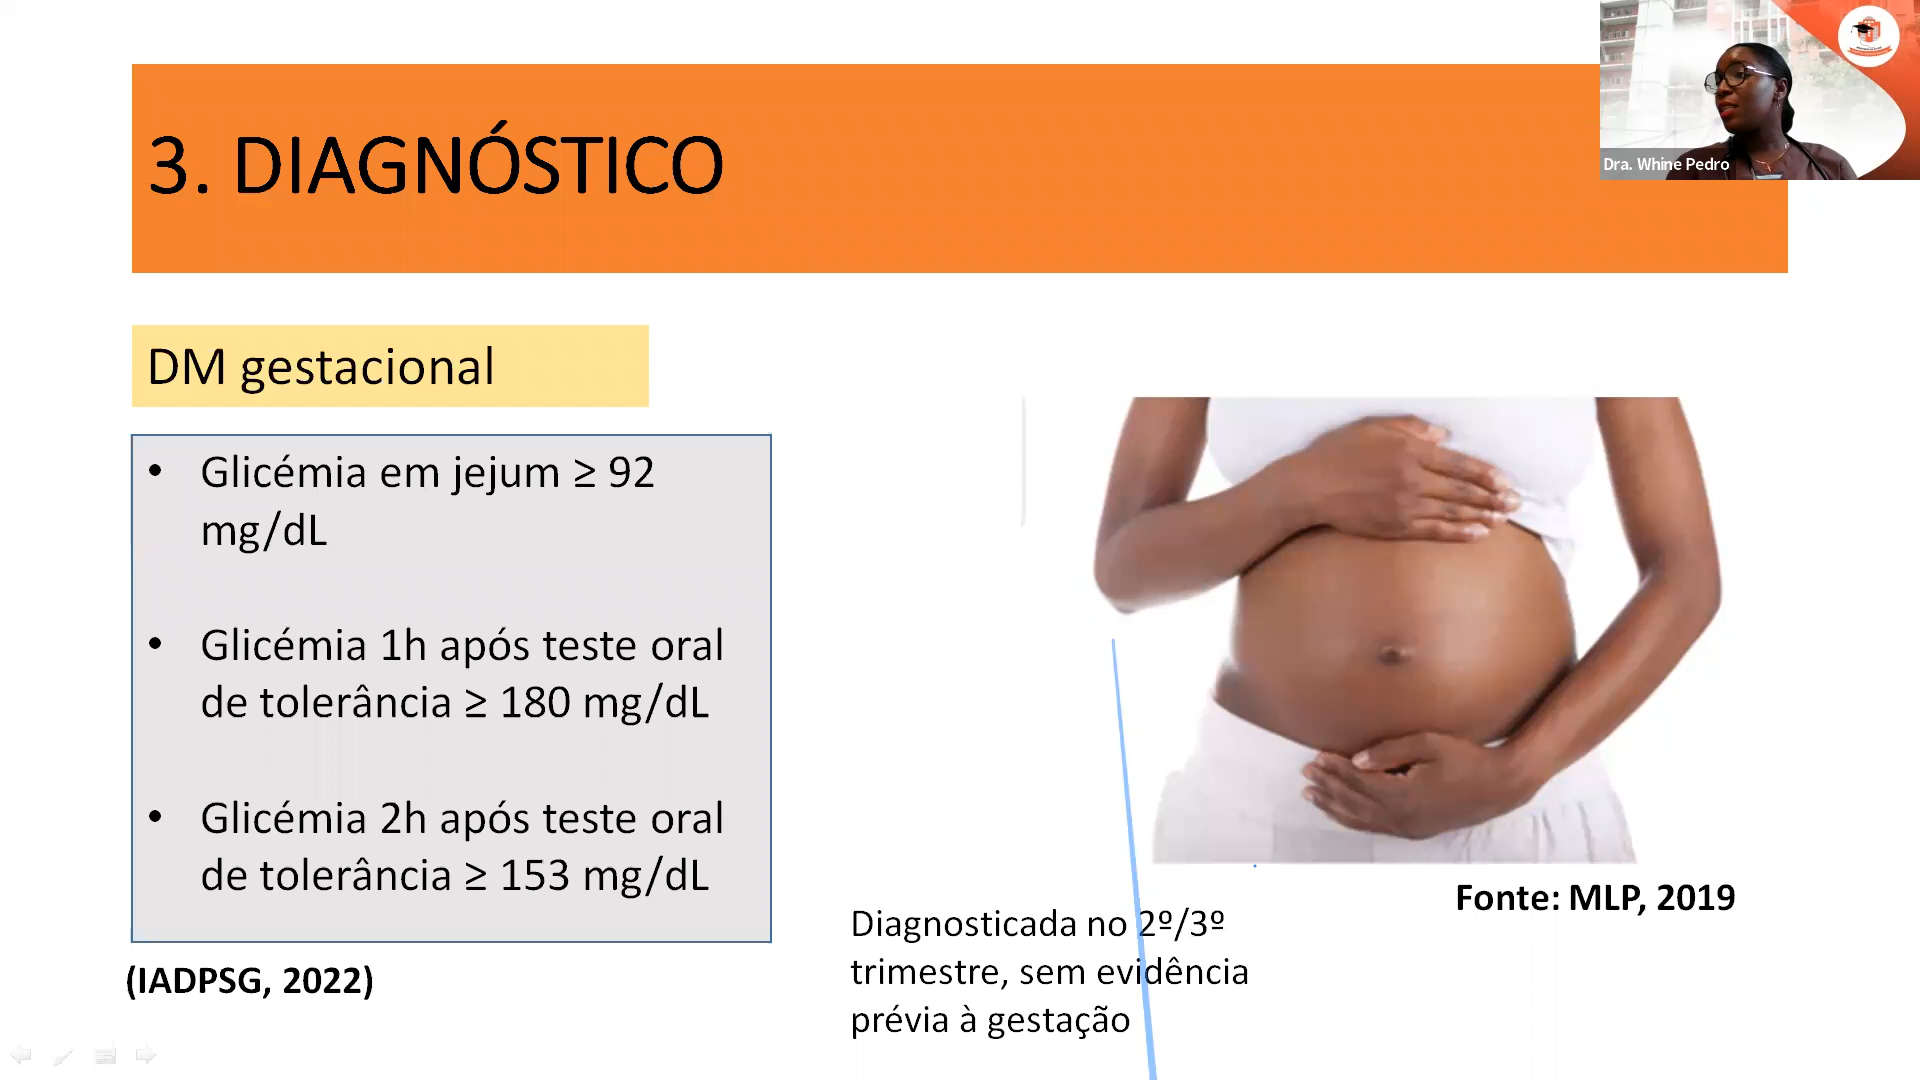 3. DIAGNÓSTICO
Dra. Whine Pedro
DM gestacional
• Glicémia em jejum ≥ 92
mg/dL
• Glicémia 1h após teste oral
de tolerância ≥ 180 mg/dL
• Glicémia 2h após teste oral
de tolerância ≥ 153 mg/dL
(IADPSG, 2022)
Diagnosticada no 2º/3º
trimestre, sem evidência
prévia à gestação
Fonte: MLP, 2019